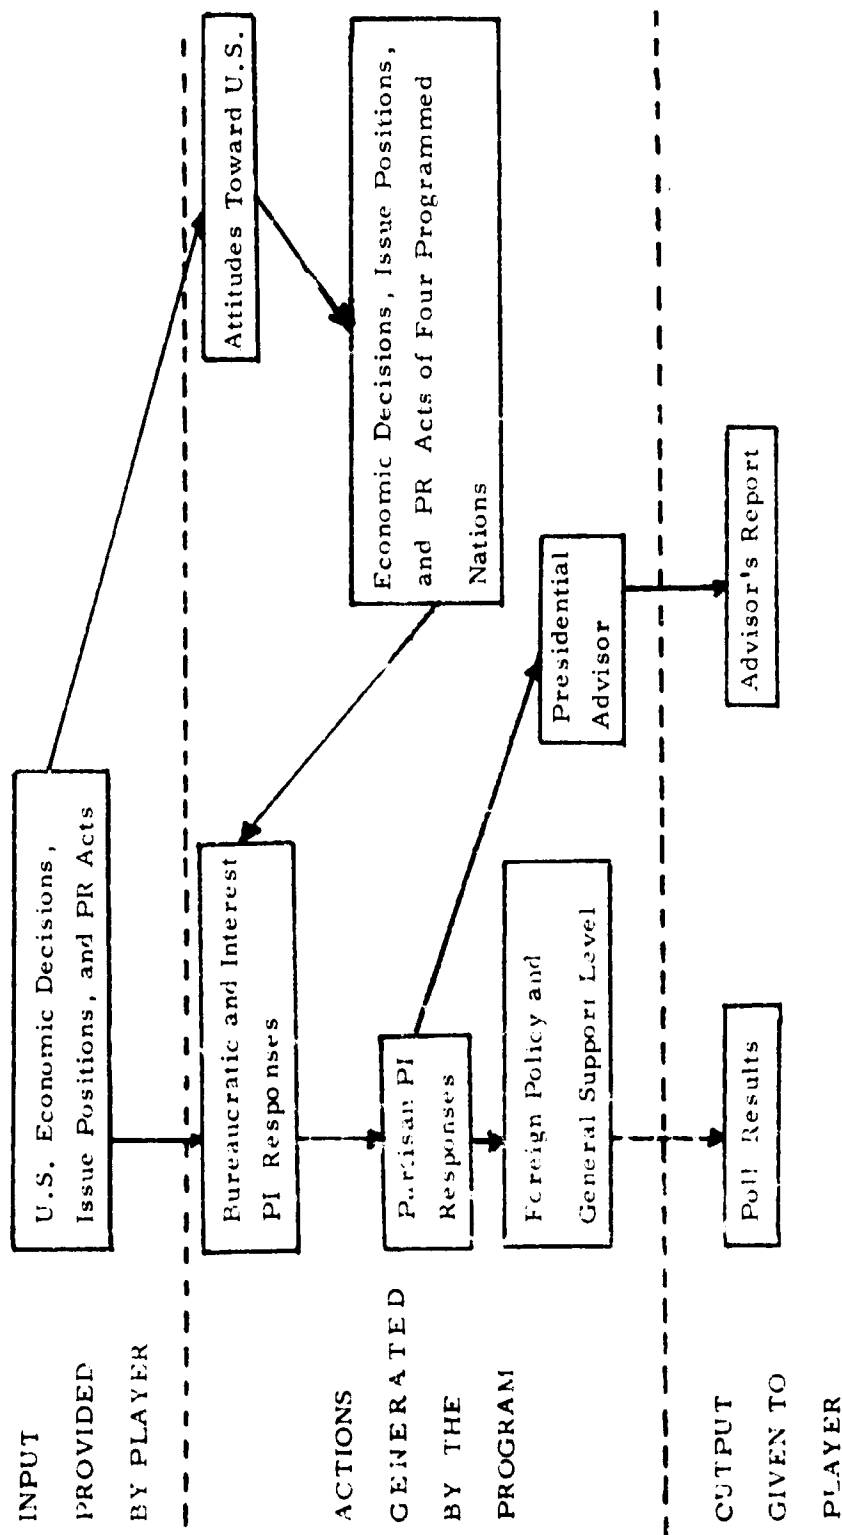 INPUT
PROVIDED
BY PLAYER
U.S. Economic Decisions,
Issue Positions, and PR Acts
Attitudes Toward U.S.
ACTIONS
GENERATED
BY THE
PROGRAM
Bureaucratic and Interest
PI Responses
Economic Decisions, Issue Positions,
and PR Acts of Four Programmed
Nations
Partisan PI
Responses
Presidential
Advisor
Foreign Policy and
General Support Level
OUTPUT
GIVEN TO
PLAYER
Poll Results
Advisor's Report